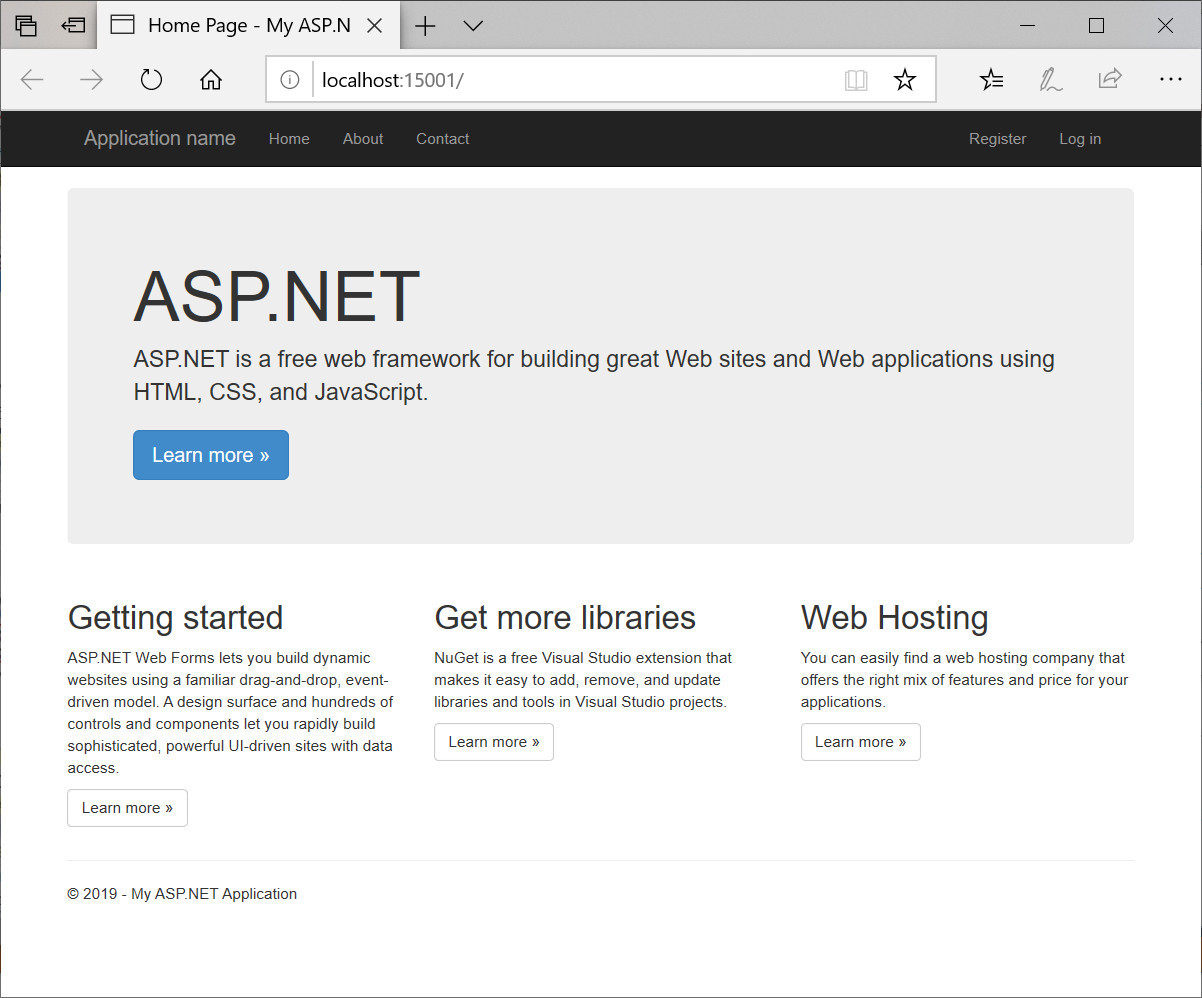 Home Page - My ASP.N
localhost:15001/
Application name Home About Contact Register Log in
ASP.NET
ASP.NET is a free web framework for building great Web sites and Web applications using
HTML, CSS, and JavaScript.
Learn more »
Getting started
ASP.NET Web Forms lets you build dynamic
websites using a familiar drag-and-drop, event-
driven model. A design surface and hundreds of
controls and components let you rapidly build
sophisticated, powerful UI-driven sites with data
access.
Learn more »
Get more libraries
NuGet is a free Visual Studio extension that
makes it easy to add, remove, and update
libraries and tools in Visual Studio projects.
Learn more »
Web Hosting
You can easily find a web hosting company that
offers the right mix of features and price for your
applications.
Learn more »
© 2019 - My ASP.NET Application